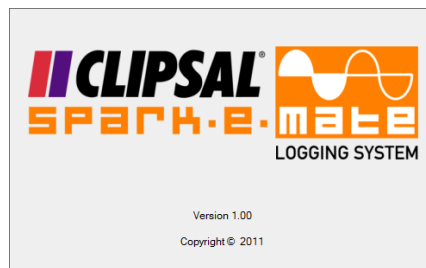 CLIPSAL®
spark·e·mate
LOGGING SYSTEM
Version 1.00
Copyright © 2011